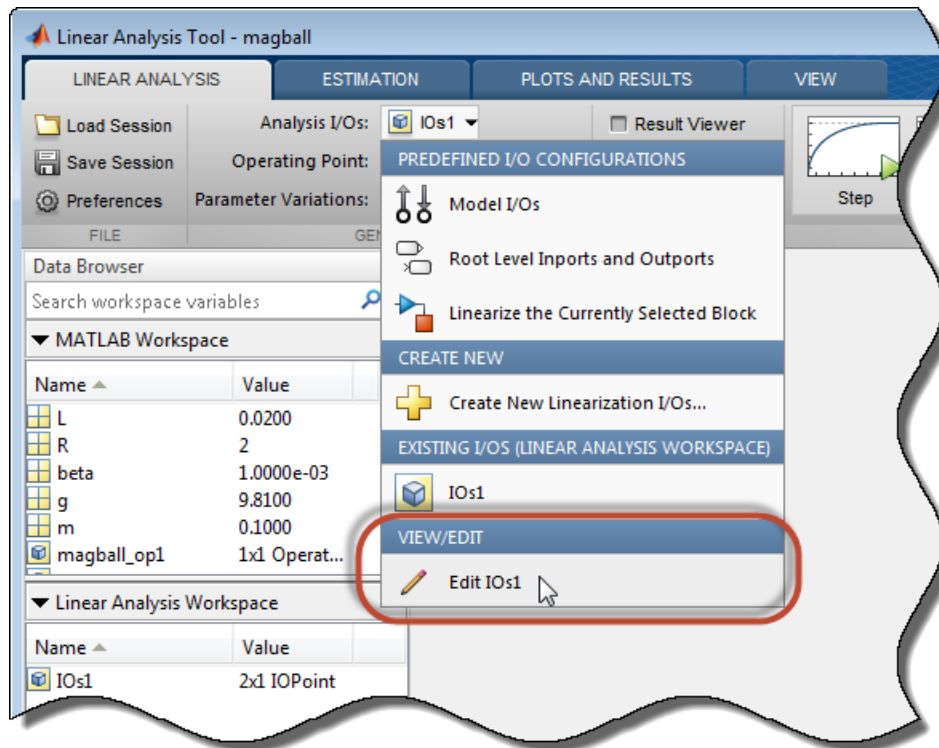 Linear Analysis Tool - magball
LINEAR ANALYSIS ESTIMATION PLOTS AND RESULTS VIEW
Load Session
Save Session
Preferences
FILE
Analysis I/Os: IOs1
Operating Point:
Parameter Variations:
GEN
Result Viewer
Step
PREDEFINED I/O CONFIGURATIONS
Model I/Os
Root Level Inports and Outports
Linearize the Currently Selected Block
CREATE NEW
Create New Linearization I/Os...
EXISTING I/OS (LINEAR ANALYSIS WORKSPACE)
IOs1
VIEW/EDIT
Edit IOs1
Data Browser
Search workspace variables
MATLAB Workspace
Name Value
L 0.0200
R 2
beta 1.0000e-03
g 9.8100
m 0.1000
magball_op1 1x1 Operat...
Linear Analysis Workspace
Name Value
IOs1 2x1 IOPoint